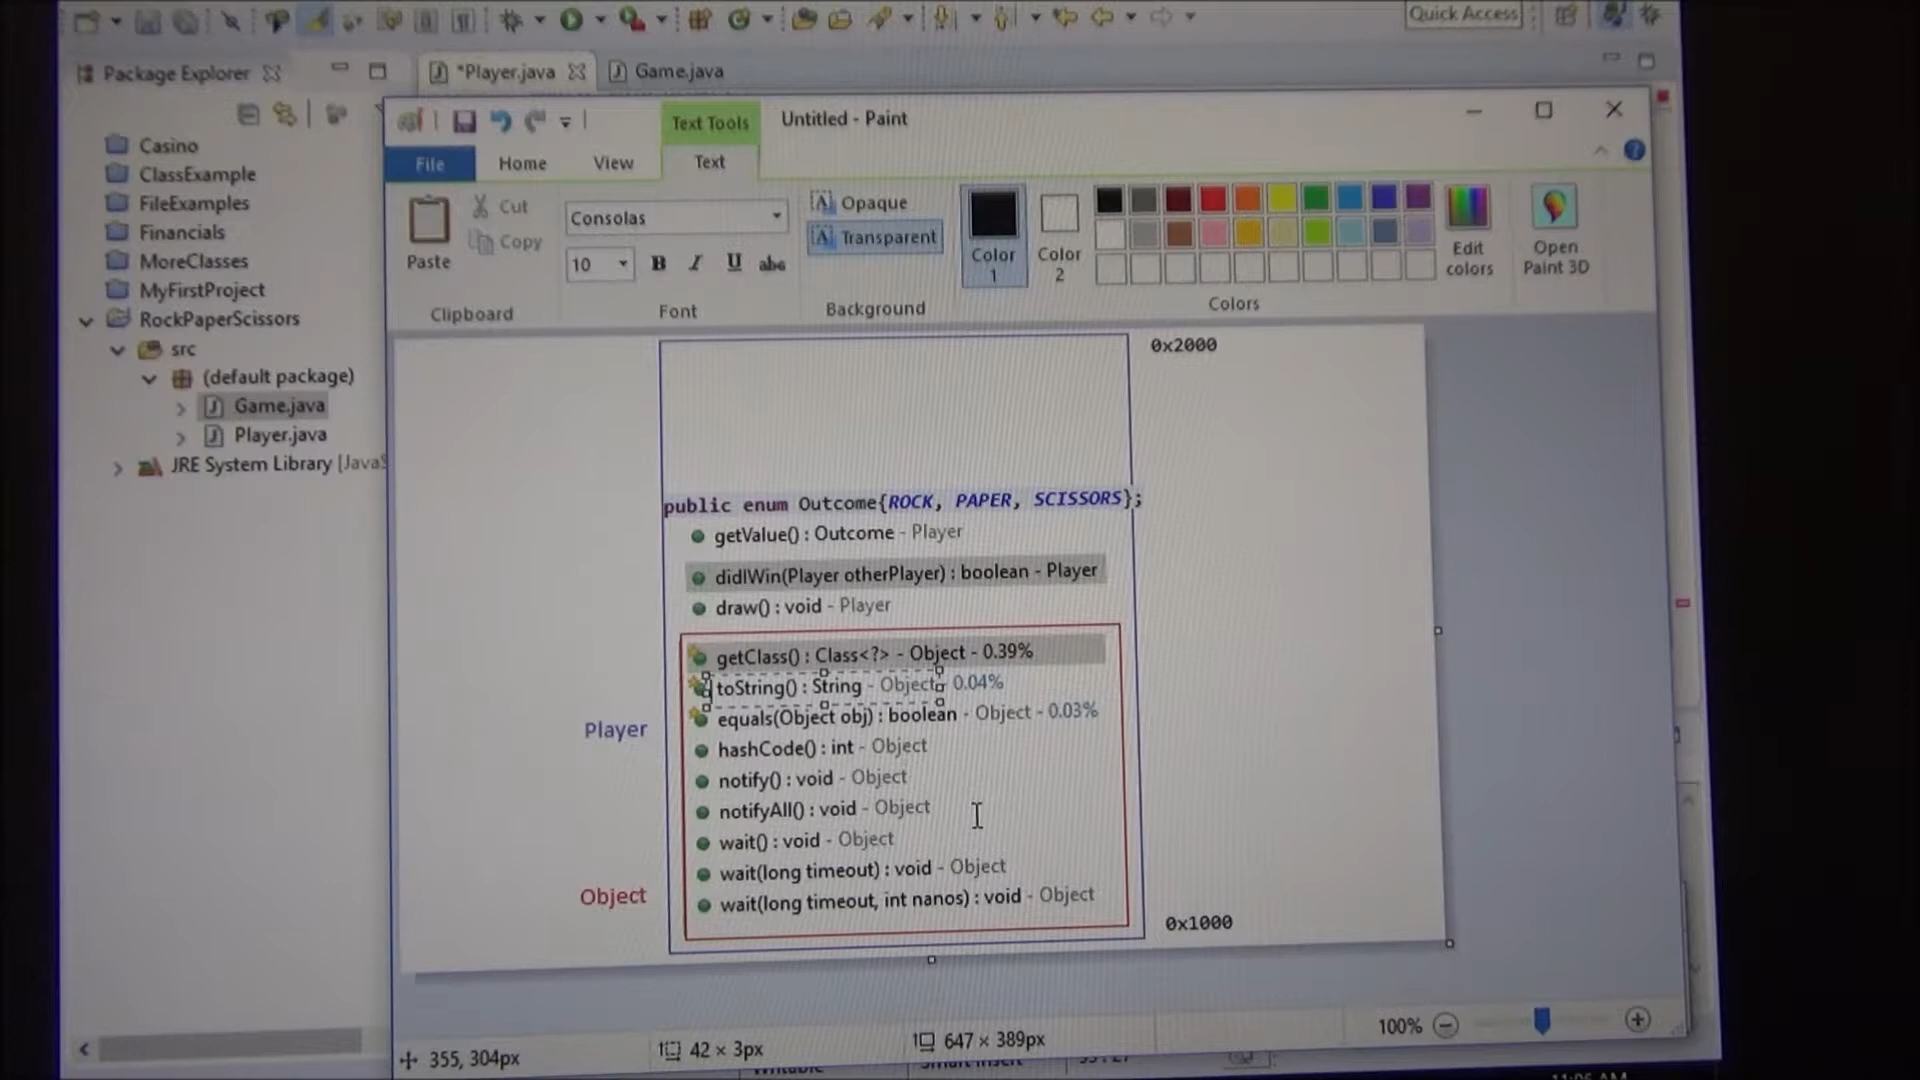 Quick Access
Package Explorer
*Player.java
Game.java
Casino
ClassExample
FileExamples
Financials
MoreClasses
MyFirstProject
RockPaperScissors
src
(default package)
Game.java
Player.java
JRE System Library [JavaS
Text Tools
Untitled - Paint
File
Home
View
Text
Paste
Cut
Copy
Clipboard
Consolas
10
B
I
U
abc
Font
Opaque
Transparent
Background
Color
1
Color
2
Edit
colors
Colors
Open
Paint 3D
0x2000
public enum Outcome{ROCK, PAPER, SCISSORS};
getValue() : Outcome - Player
didIWin(Player otherPlayer) : boolean - Player
draw() : void - Player
getClass() : Class<?> - Object - 0.39%
toString() : String - Object 0.04%
equals(Object obj) : boolean - Object - 0.03%
Player
hashCode() : int - Object
notify() : void - Object
notifyAll() : void - Object
wait() : void - Object
wait(long timeout) : void - Object
Object
wait(long timeout, int nanos) : void - Object
0x1000
355, 304px
42 × 3px
647 × 389px
100%